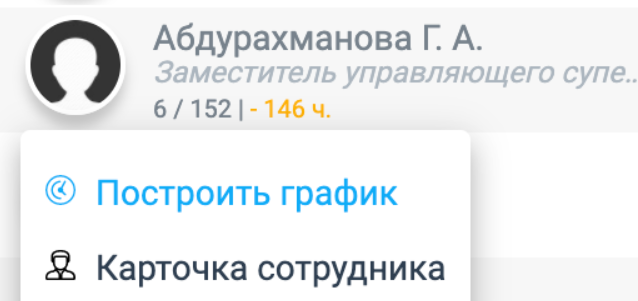 Абдурахманова Г. А.
Заместитель управляющего супе...
6 / 152 | - 146 ч.
Построить график
Карточка сотрудника